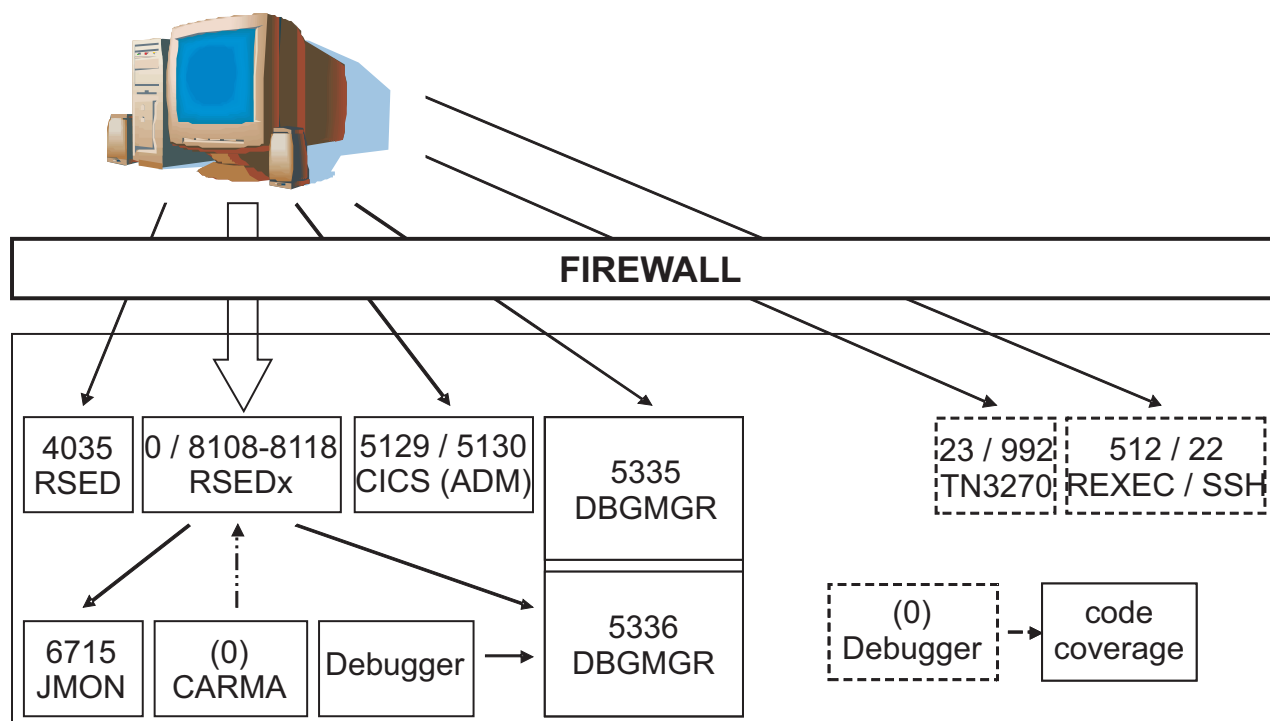 FIREWALL
4035
RSED
0 / 8108-8118
RSEDx
5129 / 5130
CICS (ADM)
5335
DBGMGR
23 / 992
TN3270
512 / 22
REXEC / SSH
6715
JMON
(0)
CARMA
Debugger
5336
DBGMGR
(0)
Debugger
code
coverage